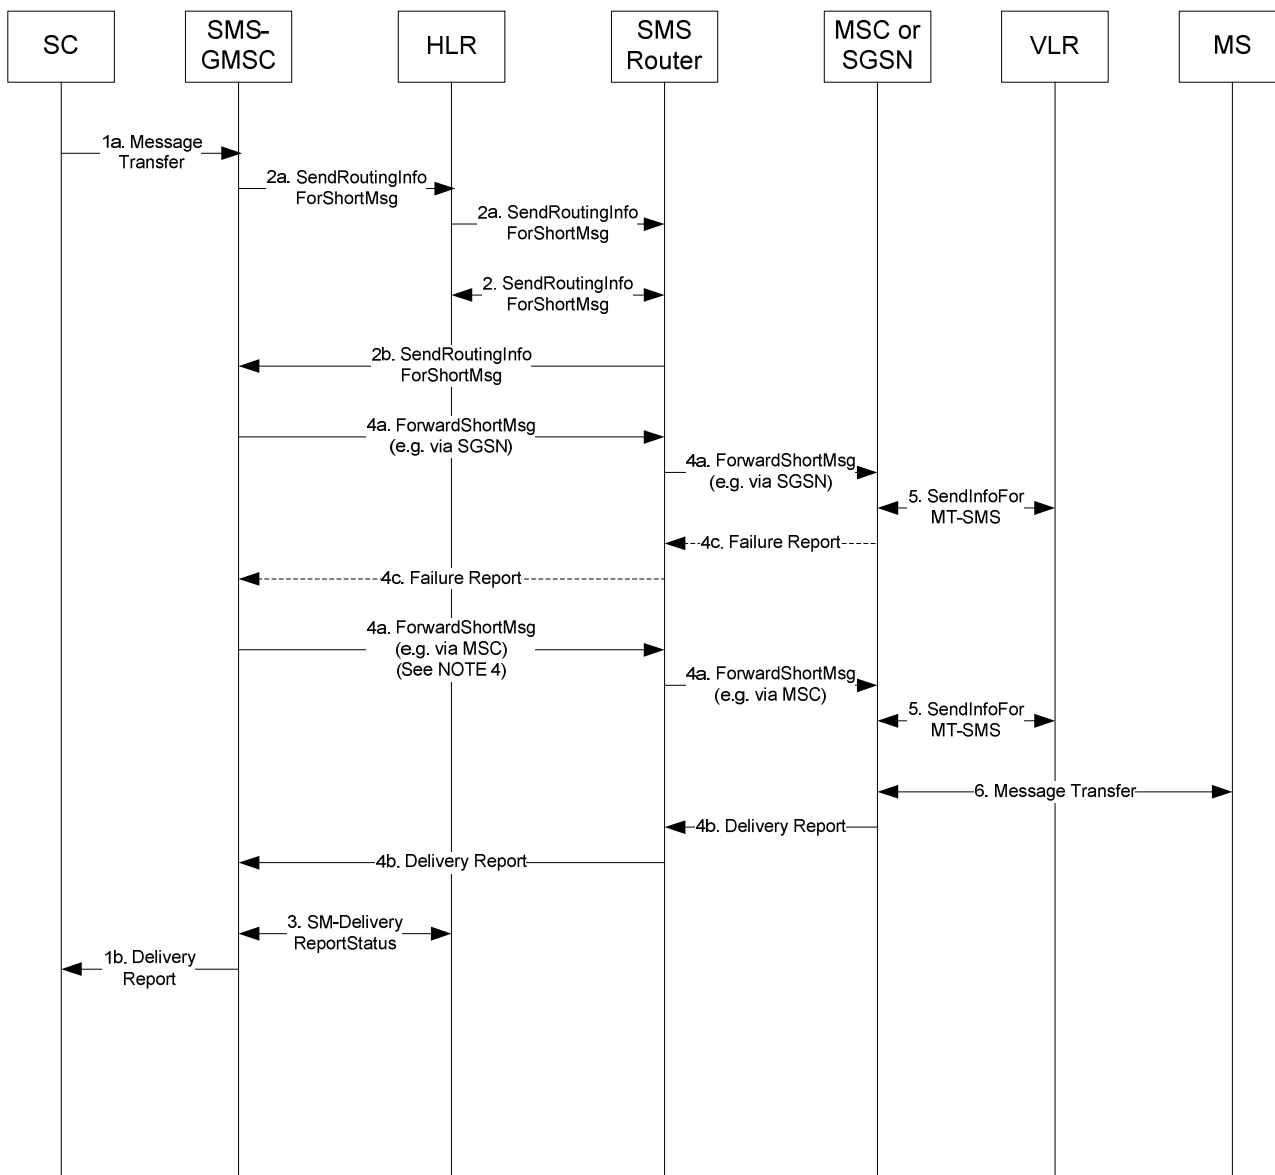 SC
SMS-
GMSC
HLR
SMS
Router
MSC or
SGSN
VLR
MS
1a. Message
Transfer
2a. SendRoutingInfo
ForShortMsg
2a. SendRoutingInfo
ForShortMsg
2. SendRoutingInfo
ForShortMsg
2b. SendRoutingInfo
ForShortMsg
4a. ForwardShortMsg
(e.g. via SGSN)
4a. ForwardShortMsg
(e.g. via SGSN)
5. SendInfoFor
MT-SMS
4c. Failure Report
4c. Failure Report
4a. ForwardShortMsg
(e.g. via MSC)
(See NOTE 4)
4a. ForwardShortMsg
(e.g. via MSC)
5. SendInfoFor
MT-SMS
6. Message Transfer
4b. Delivery Report
4b. Delivery Report
3. SM-Delivery
ReportStatus
1b. Delivery
Report